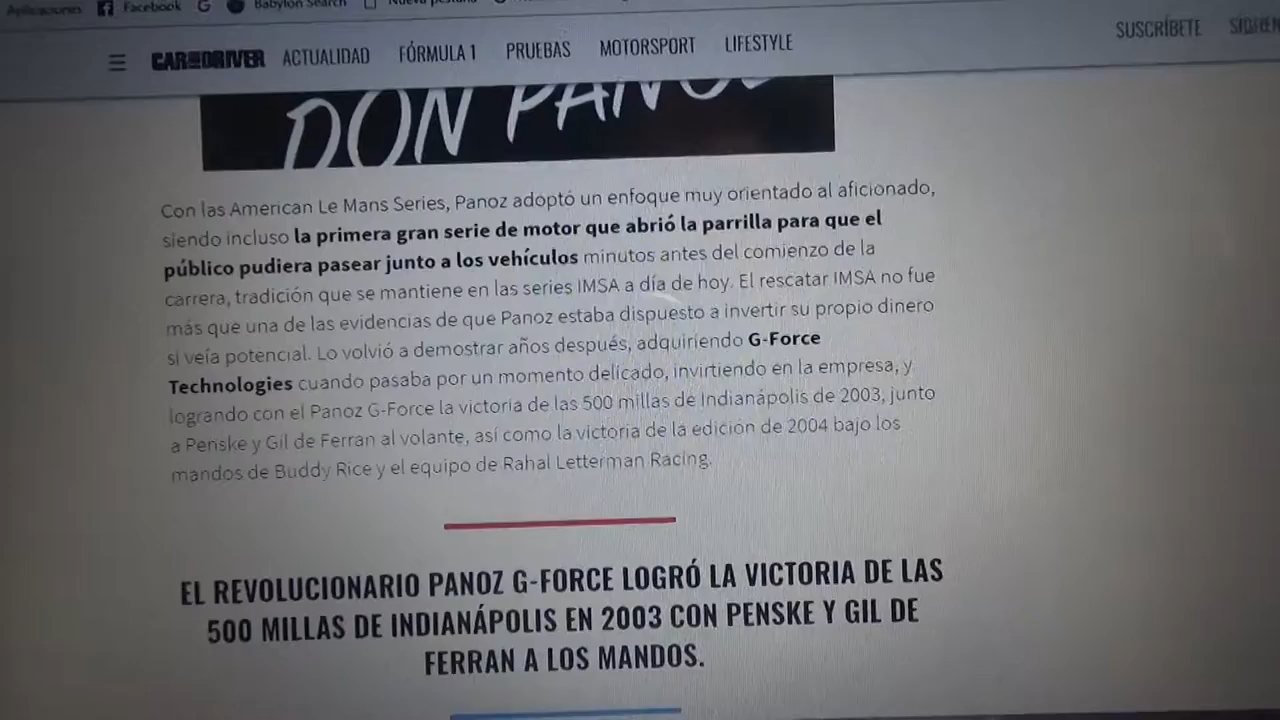 Aplicaciones Facebook Babylon Search Nueva pestaña
CAR AND DRIVER ACTUALIDAD FÓRMULA 1 PRUEBAS MOTORSPORT LIFESTYLE SUSCRÍBETE
DON PANOZ
Con las American Le Mans Series, Panoz adoptó un enfoque muy orientado al aficionado,
siendo incluso la primera gran serie de motor que abrió la parrilla para que el
público pudiera pasear junto a los vehículos minutos antes del comienzo de la
carrera, tradición que se mantiene en las series IMSA a día de hoy. El rescatar IMSA no fue
más que una de las evidencias de que Panoz estaba dispuesto a invertir su propio dinero
si veía potencial. Lo volvió a demostrar años después, adquiriendo G-Force
Technologies cuando pasaba por un momento delicado, invirtiendo en la empresa, y
logrando con el Panoz G-Force la victoria de las 500 millas de Indianápolis de 2003, junto
a Penske y Gil de Ferran al volante, así como la victoria de la edición de 2004 bajo los
mandos de Buddy Rice y el equipo de Rahal Letterman Racing.
EL REVOLUCIONARIO PANOZ G-FORCE LOGRÓ LA VICTORIA DE LAS
500 MILLAS DE INDIANÁPOLIS EN 2003 CON PENSKE Y GIL DE
FERRAN A LOS MANDOS.